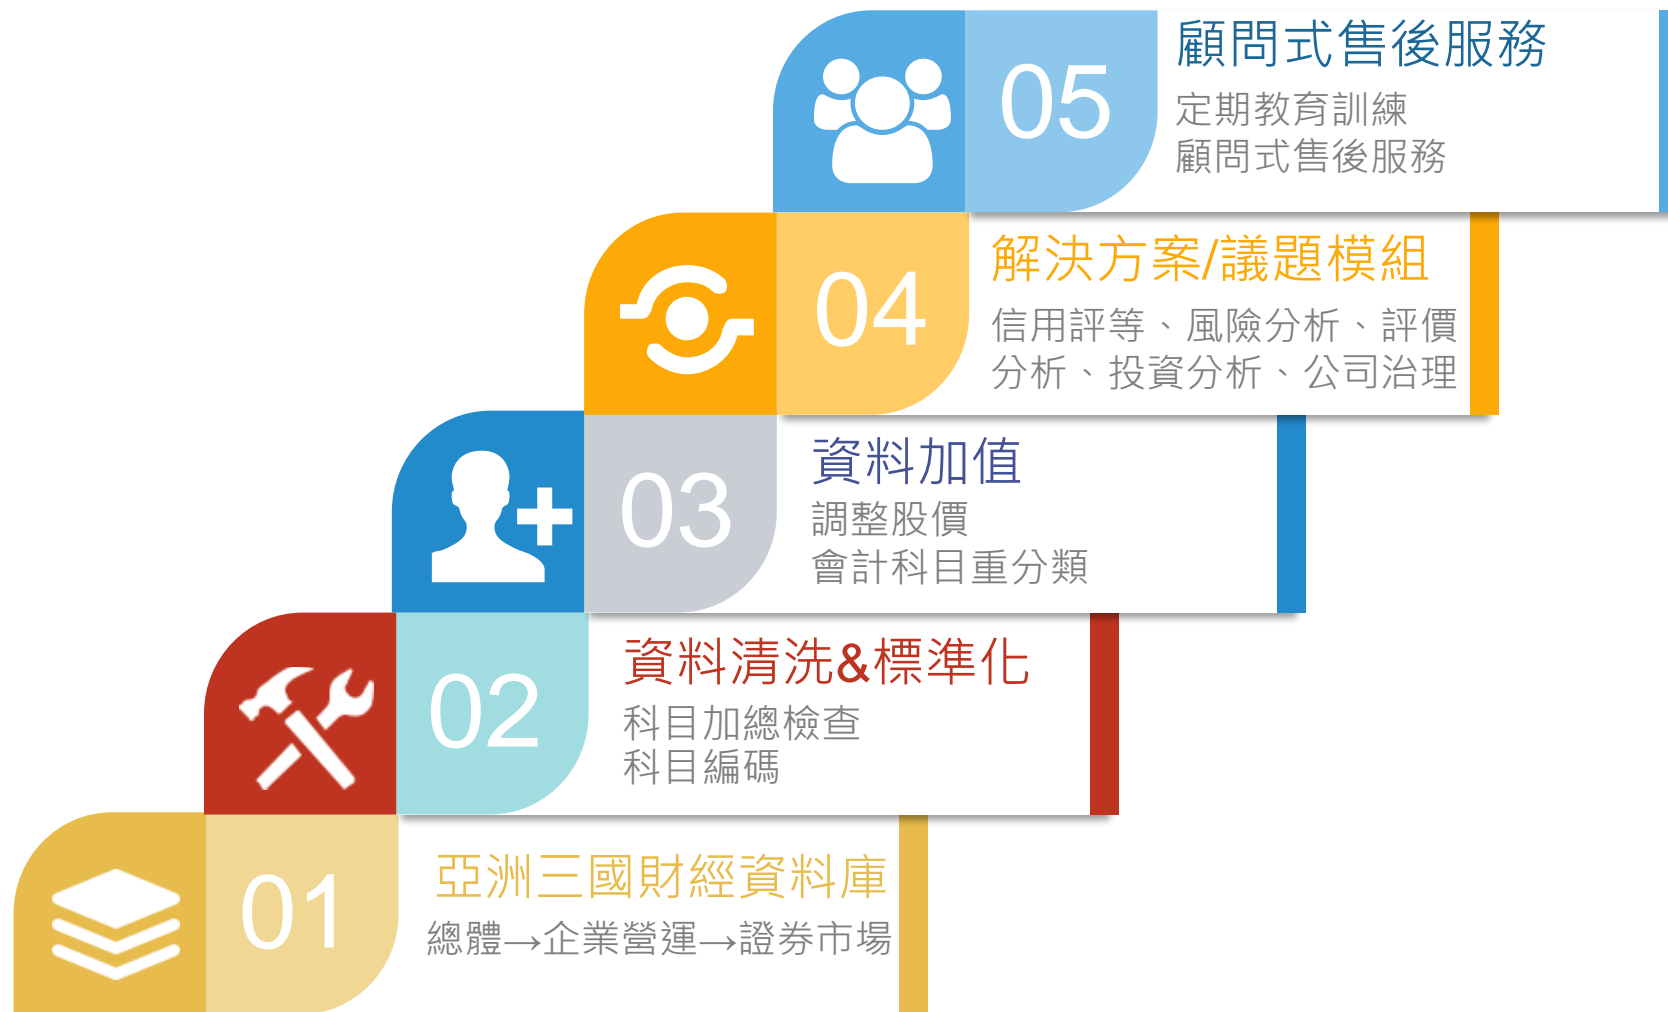 05
顧問式售後服務
定期教育訓練
顧問式售後服務
04
解決方案/議題模組
信用評等、風險分析、評價
分析、投資分析、公司治理
03
資料加值
調整股價
會計科目重分類
02
資料清洗&標準化
科目加總檢查
科目編碼
01
亞洲三國財經資料庫
總體→企業營運→證券市場